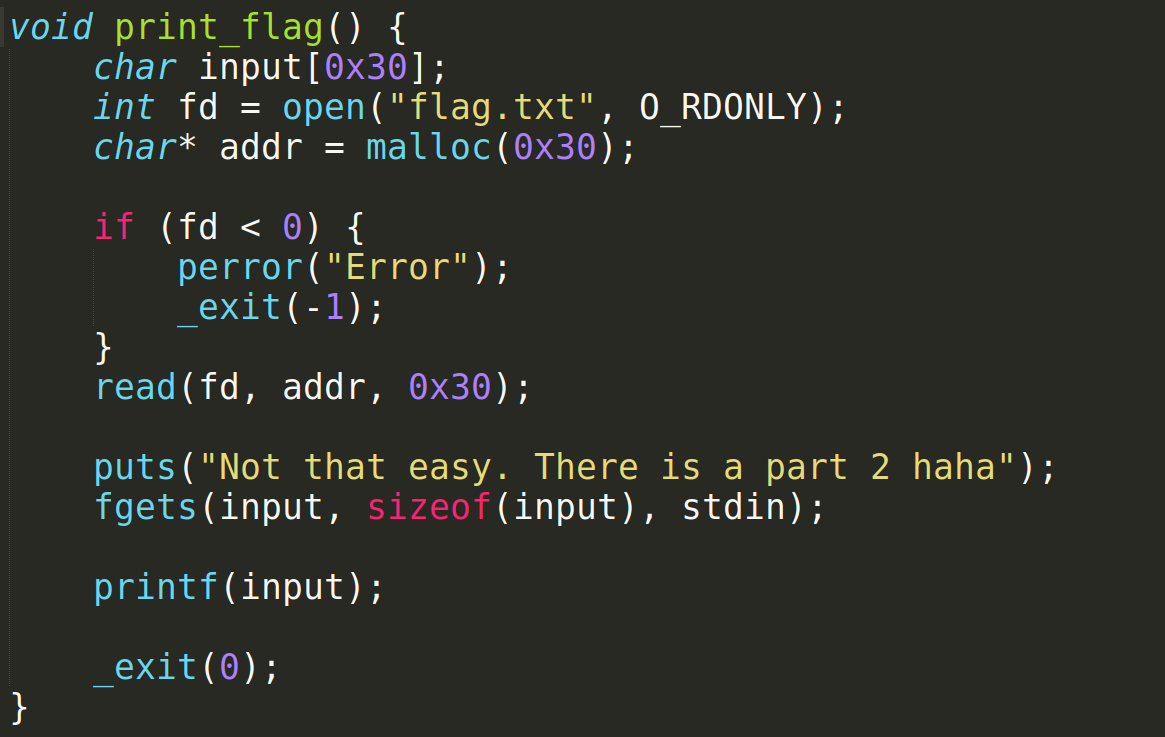 void print_flag() {
    char input[0x30];
    int fd = open("flag.txt", O_RDONLY);
    char* addr = malloc(0x30);

    if (fd < 0) {
        perror("Error");
        _exit(-1);
    }
    read(fd, addr, 0x30);

    puts("Not that easy. There is a part 2 haha");
    fgets(input, sizeof(input), stdin);

    printf(input);

    _exit(0);
}